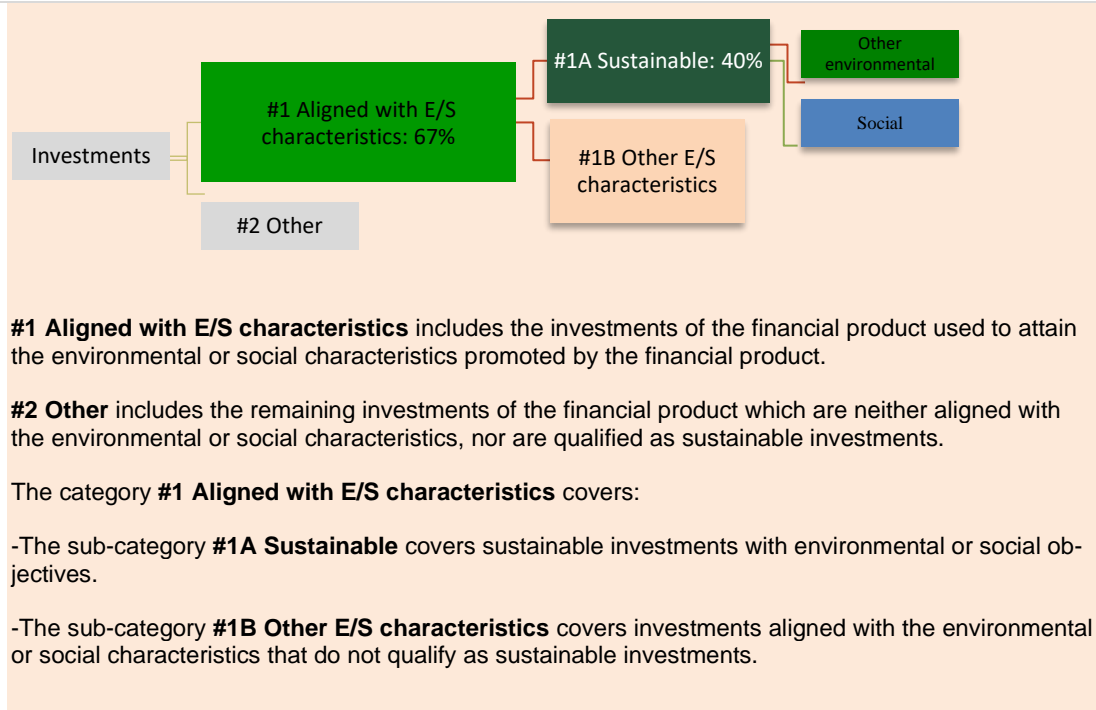 Investments
#1 Aligned with E/S
characteristics: 67%
#2 Other
#1A Sustainable: 40%
#1B Other E/S
characteristics
Other
environmental
Social
#1 Aligned with E/S characteristics includes the investments of the financial product used to attain
the environmental or social characteristics promoted by the financial product.
#2 Other includes the remaining investments of the financial product which are neither aligned with
the environmental or social characteristics, nor are qualified as sustainable investments.
The category #1 Aligned with E/S characteristics covers:
-The sub-category #1A Sustainable covers sustainable investments with environmental or social ob-
jectives.
-The sub-category #1B Other E/S characteristics covers investments aligned with the environmental
or social characteristics that do not qualify as sustainable investments.